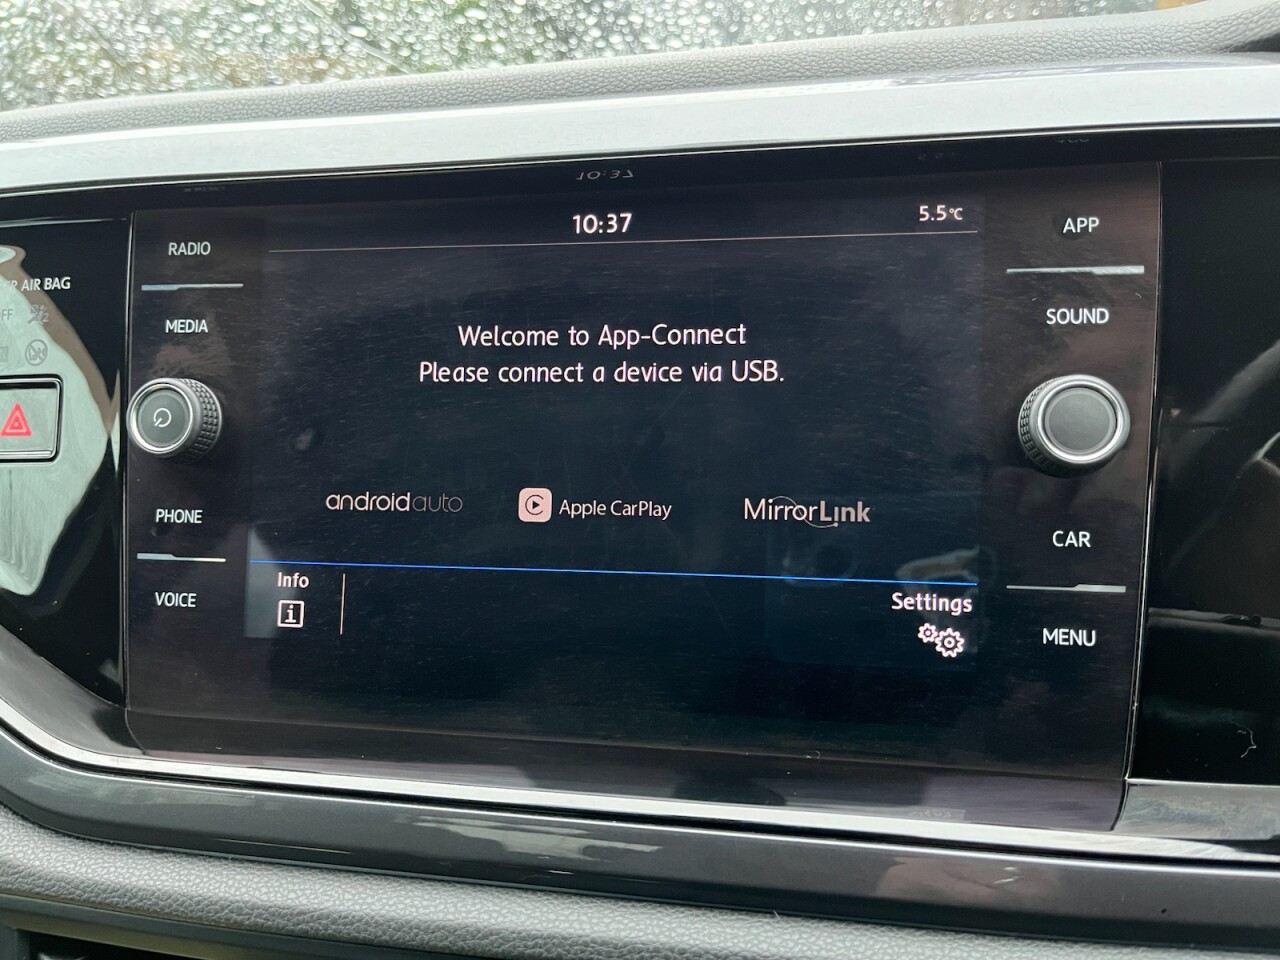 10:37
5.5°C
RADIO
MEDIA
PHONE
VOICE
AIR BAG
Welcome to App-Connect
Please connect a device via USB.
androidauto
Apple CarPlay
MirrorLink
Info
i
Settings
APP
SOUND
CAR
MENU